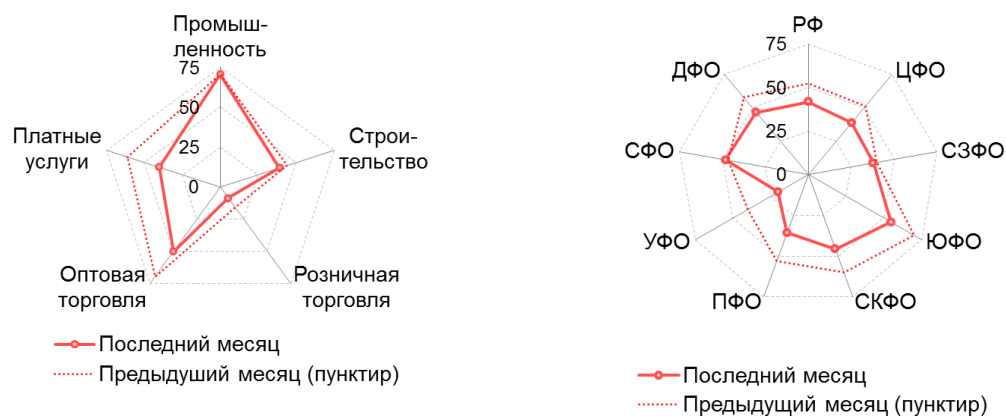 Промыш-
ленность
75
50
25
0
Строи-
тельство
Розничная
торговля
Оптовая
торговля
Платные
услуги
Последний месяц
Предыдуший месяц (пунктир)
РФ
75
50
25
0
ЦФО
СЗФО
ЮФО
СКФО
ПФО
УФО
СФО
ДФО
Последний месяц
Предыдущий месяц (пунктир)